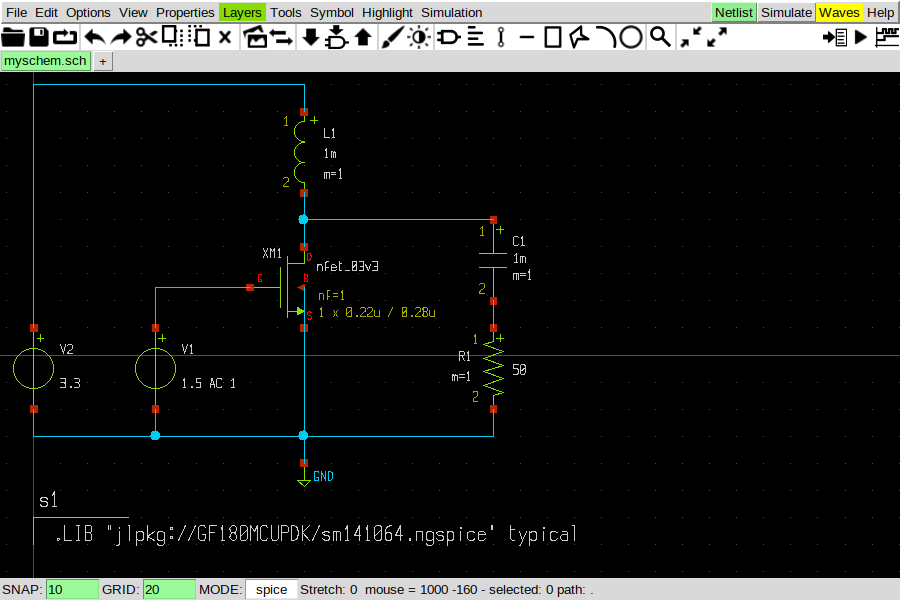 File Edit Options View Properties Layers Tools Symbol Highlight Simulation Netlist Simulate Waves Help
myschem.sch +
1 + L1
1m
2 m=1
XM1 D nfet_03v3
G B
nf=1
S 1 x 0.22u / 0.28u
1 + C1
1m
m=1
2
+ V2
3.3
+ V1
1.5 AC 1
1 +
R1
m=1 50
2
GND
s1
.LIB "jlpkg://GF180MCUPDK/sm141064.ngspice' typical
SNAP: 10 GRID: 20 MODE: spice Stretch: 0 mouse = 1000 -160 - selected: 0 path: .